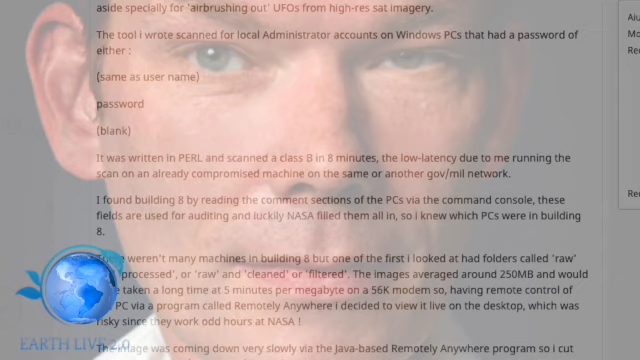 aside specially for 'airbrushing out' UFOs from high-res sat imagery.
The tool i wrote scanned for local Administrator accounts on Windows PCs that had a password of
either :
(same as user name)
password
(blank)
It was written in PERL and scanned a class B in 8 minutes, the low-latency due to me running the
scan on an already compromised machine on the same or another gov/mil network.
I found building 8 by reading the comment sections of the PCs via the command console, these
fields are used for auditing and luckily NASA filled them all in, so i knew which PCs were in building
8.
weren't many machines in building 8 but one of the first i looked at had folders called 'raw'
'processed', or 'raw' and 'cleaned' or 'filtered'. The images averaged around 250MB and would
taken a long time at 5 minutes per megabyte on a 56K modem so, having remote control of
PC via a program called Remotely Anywhere i decided to view it live on the desktop, which was
risky since they work odd hours at NASA !
The image was coming down very slowly via the Java-based Remotely Anywhere program so i cut
EARTH LIVE 2.0
Mo
Rec
Rec